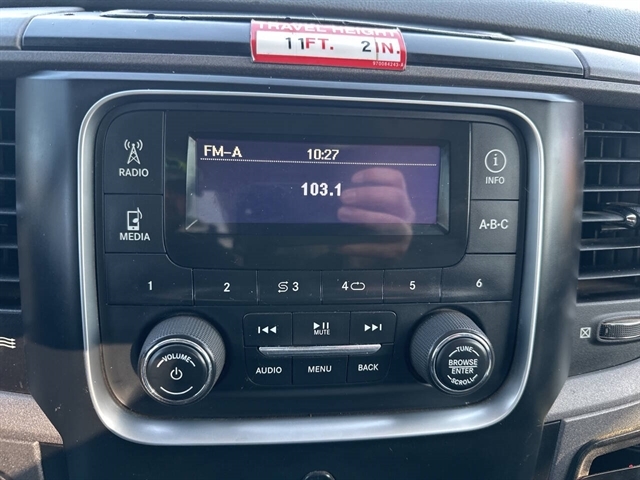 TRAVEL HEIGHT
11FT. 2IN.
FM-A 10:27
103.1
RADIO
MEDIA
i
INFO
A-B-C
1 2 3 4 5 6
MUTE
AUDIO MENU BACK
VOLUME
TUNE
BROWSE
ENTER
SCROLL